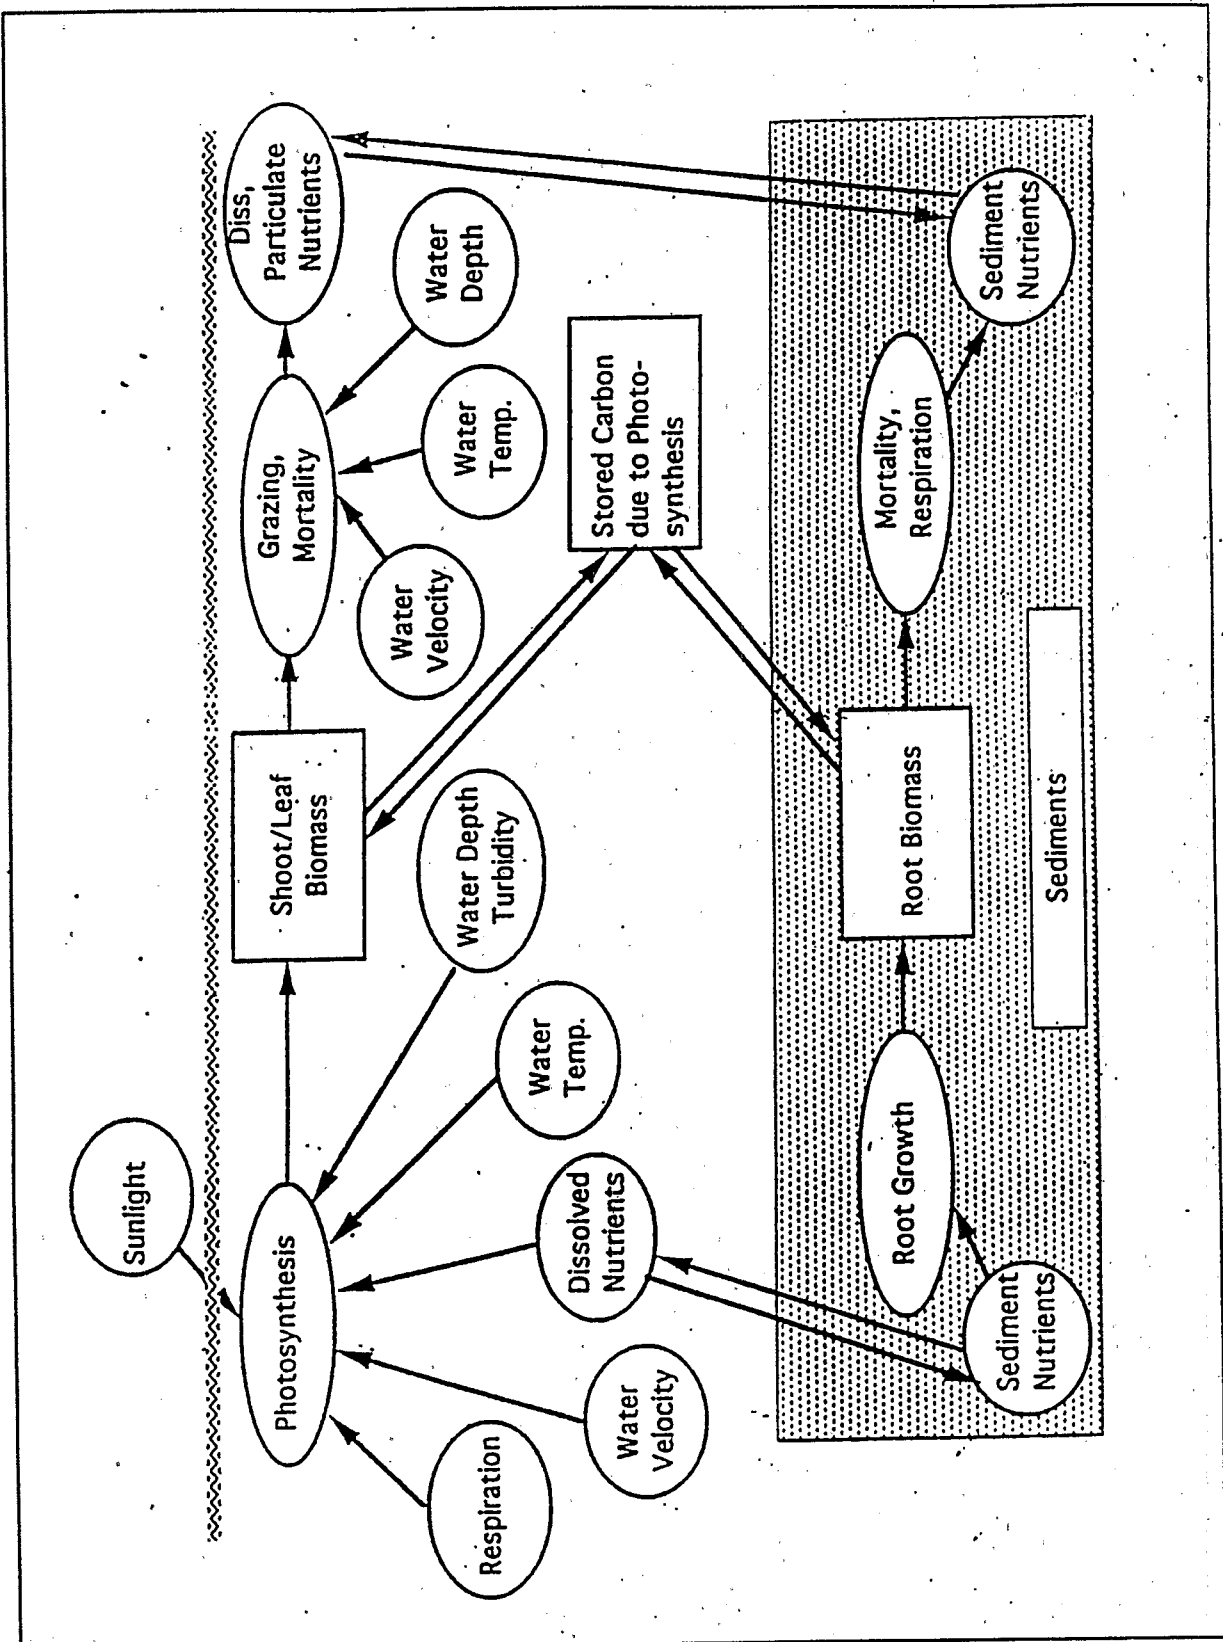 Sunlight
Photosynthesis
Shoot/Leaf
Biomass
Grazing,
Mortality
Diss,
Particulate
Nutrients
Respiration
Water
Velocity
Dissolved
Nutrients
Water
Temp.
Water Depth
Turbidity
Water
Velocity
Water
Temp.
Water
Depth
Stored Carbon
due to Photo-
synthesis
Sediment
Nutrients
Root Growth
Root Biomass
Mortality,
Respiration
Sediment
Nutrients
Sediments